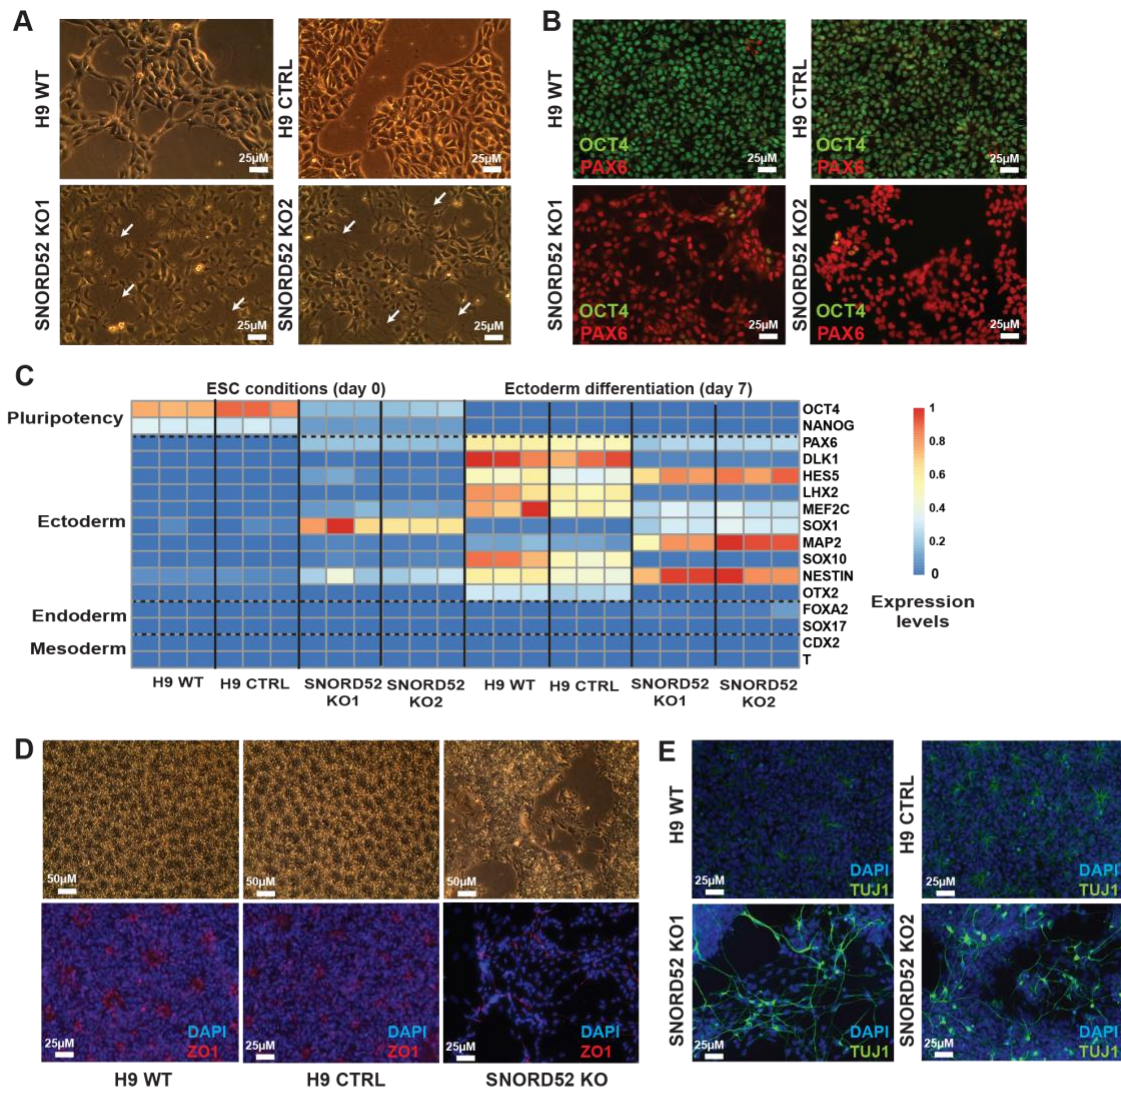 A
H9 WT
25µM
H9 CTRL
25µM
SNORD52 KO1
25µM
SNORD52 KO2
25µM
B
H9 WT
OCT4
PAX6
25µM
H9 CTRL
25µM
SNORD52 KO1
OCT4
PAX6
25µM
SNORD52 KO2
OCT4
PAX6
25µM
C
ESC conditions (day 0)
Ectoderm differentiation (day 7)
Pluripotency
Ectoderm
Endoderm
Mesoderm
OCT4
NANOG
PAX6
DLK1
HES5
LHX2
MEF2C
SOX1
MAP2
SOX10
NESTIN
OTX2
FOXA2
SOX17
CDX2
T
1
0.8
0.6
0.4
0.2
0
Expression
levels
H9 WT
H9 CTRL
SNORD52
KO1
SNORD52
KO2
H9 WT
H9 CTRL
SNORD52
KO1
SNORD52
KO2
D
50µM
50µM
50µM
25µM
DAPI
ZO1
25µM
DAPI
ZO1
25µM
DAPI
ZO1
H9 WT
H9 CTRL
SNORD52 KO
E
H9 WT
25µM
DAPI
TUJ1
H9 CTRL
25µM
DAPI
TUJ1
SNORD52 KO1
25µM
DAPI
TUJ1
SNORD52 KO2
25µM
DAPI
TUJ1